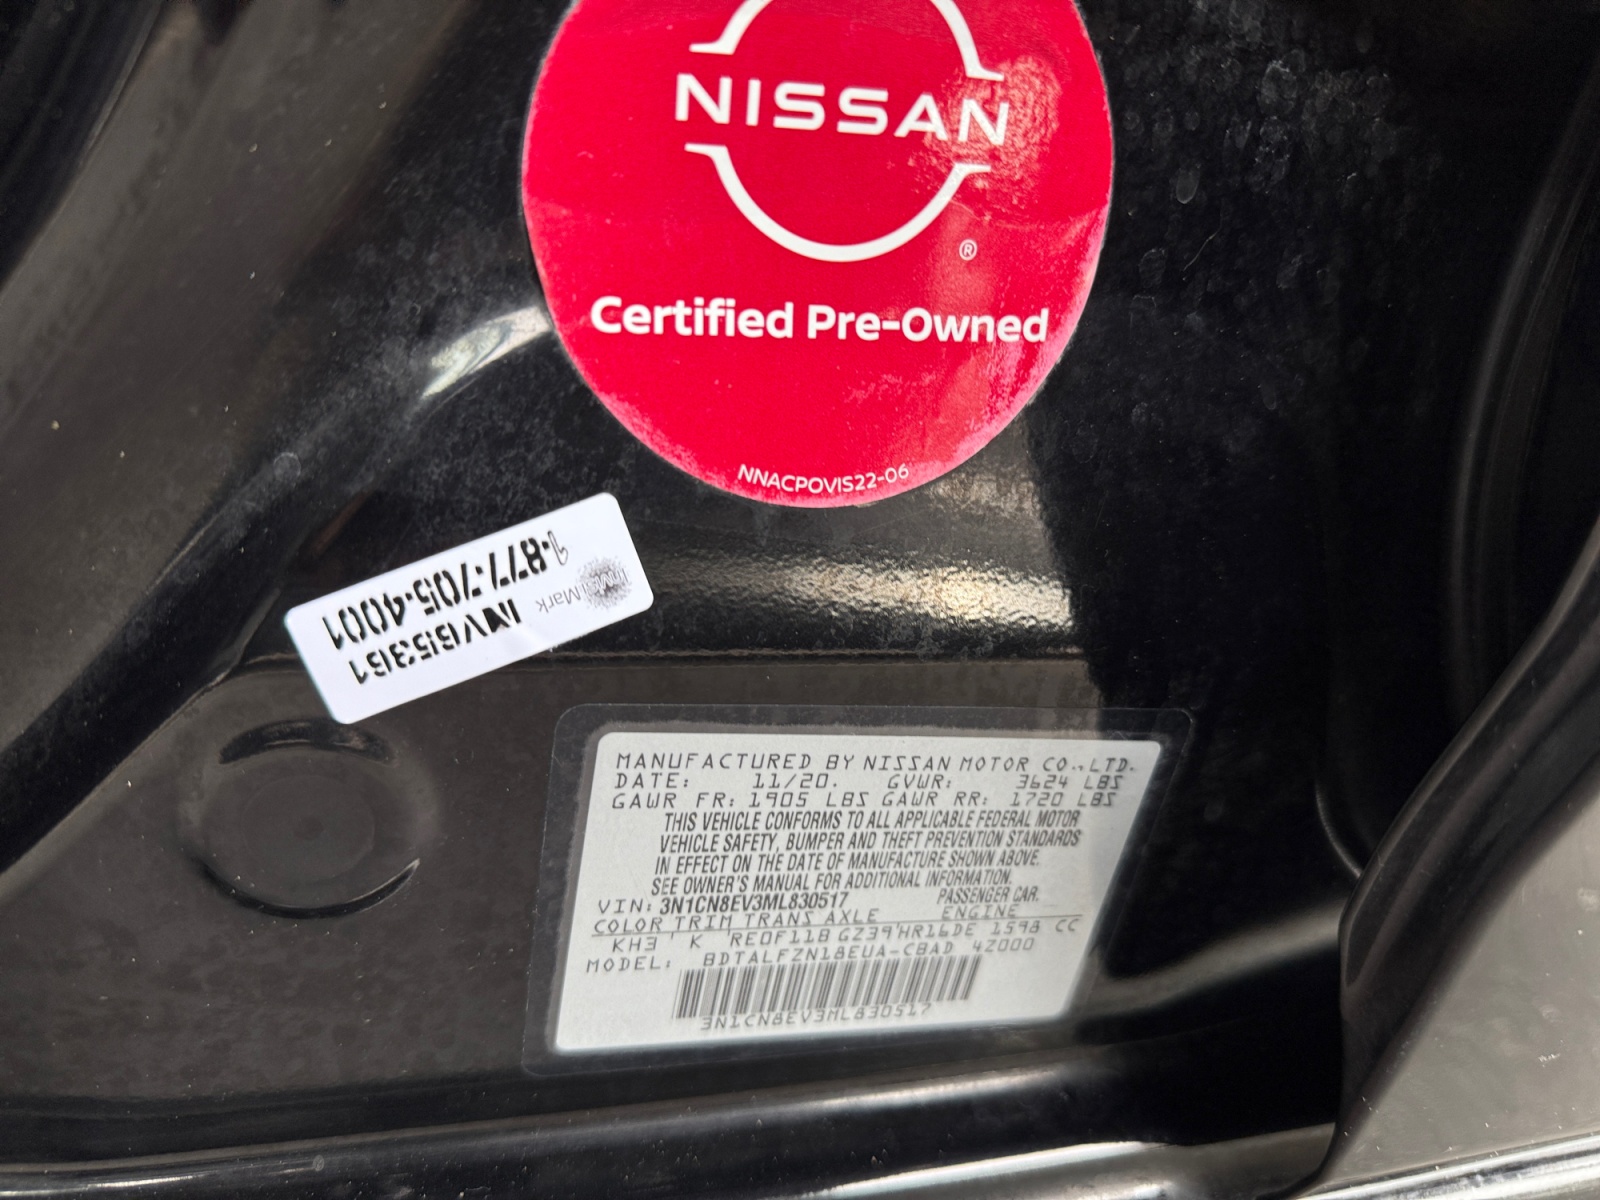 NISSAN
®
Certified Pre-Owned
NNACPOVIS22-06
1-877-705-4001
InVisiMark
INV65361
MANUFACTURED BY NISSAN MOTOR CO.,LTD.
DATE: 11/20. GVWR: 3624 LBS
GAWR FR: 1905 LBS GAWR RR: 1720 LBS
THIS VEHICLE CONFORMS TO ALL APPLICABLE FEDERAL MOTOR
VEHICLE SAFETY, BUMPER AND THEFT PREVENTION STANDARDS
IN EFFECT ON THE DATE OF MANUFACTURE SHOWN ABOVE.
SEE OWNER'S MANUAL FOR ADDITIONAL INFORMATION.
VIN: 3N1CN8EV3ML830517 PASSENGER CAR.
COLOR TRIM TRANS AXLE ENGINE
KH3 K RE0F11B GZ39 HR16DE 1598 CC
MODEL: BDTALFZN18EUA-CBAD 4Z000
3N1CN8EV3ML830517